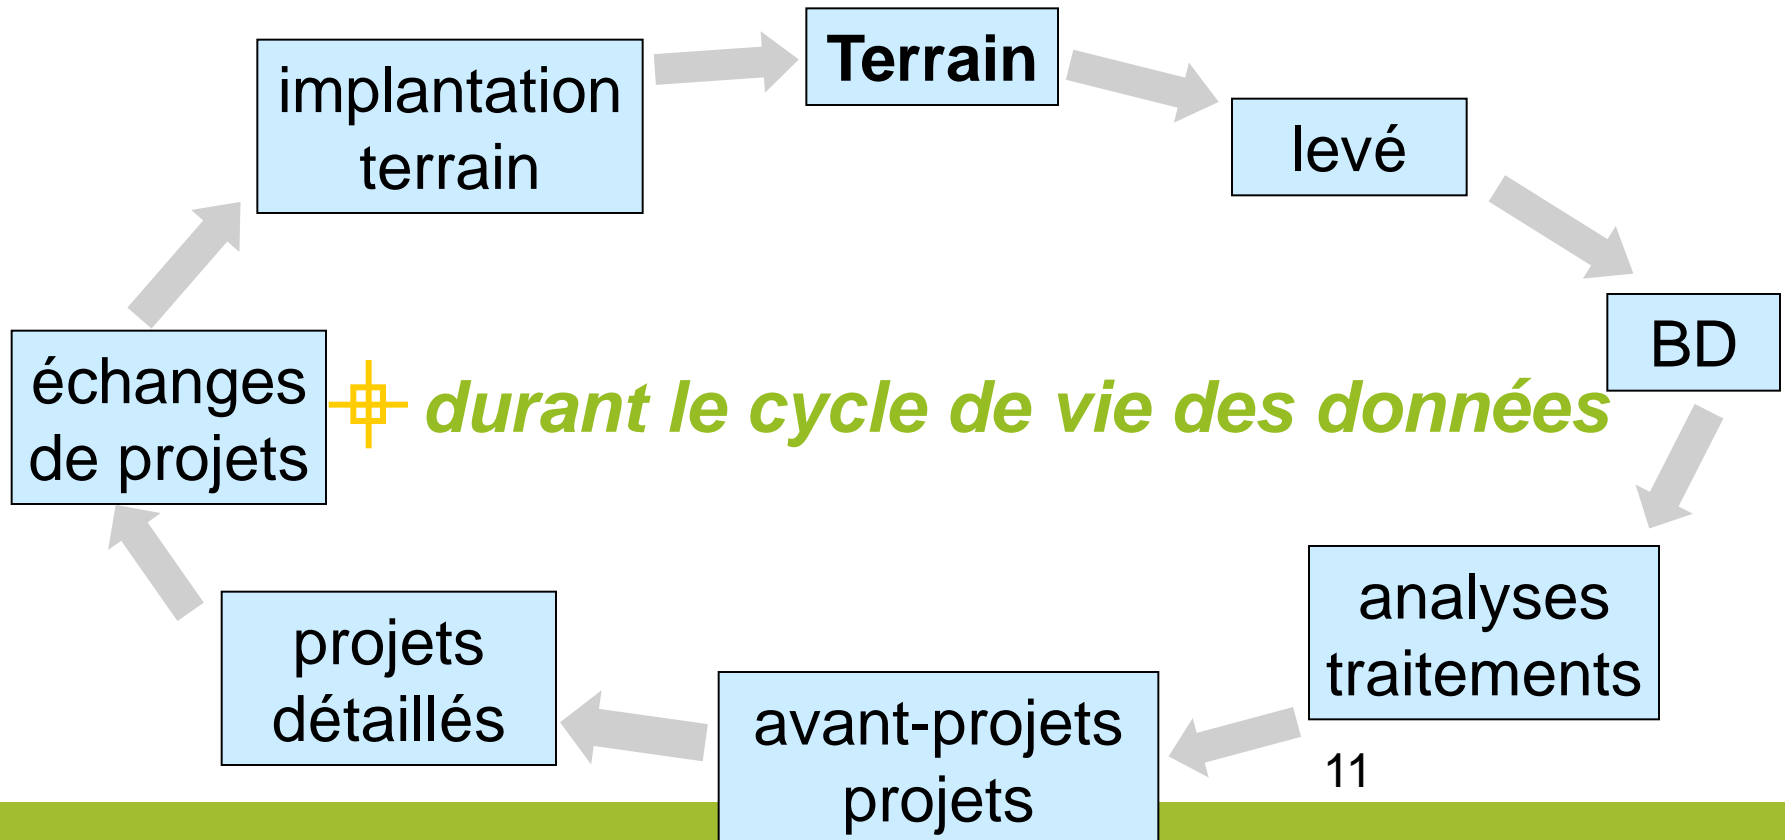 Terrain
levé
BD
analyses
traitements
avant-projets
projets
projets
détaillés
échanges
de projets
implantation
terrain
durant le cycle de vie des données
11